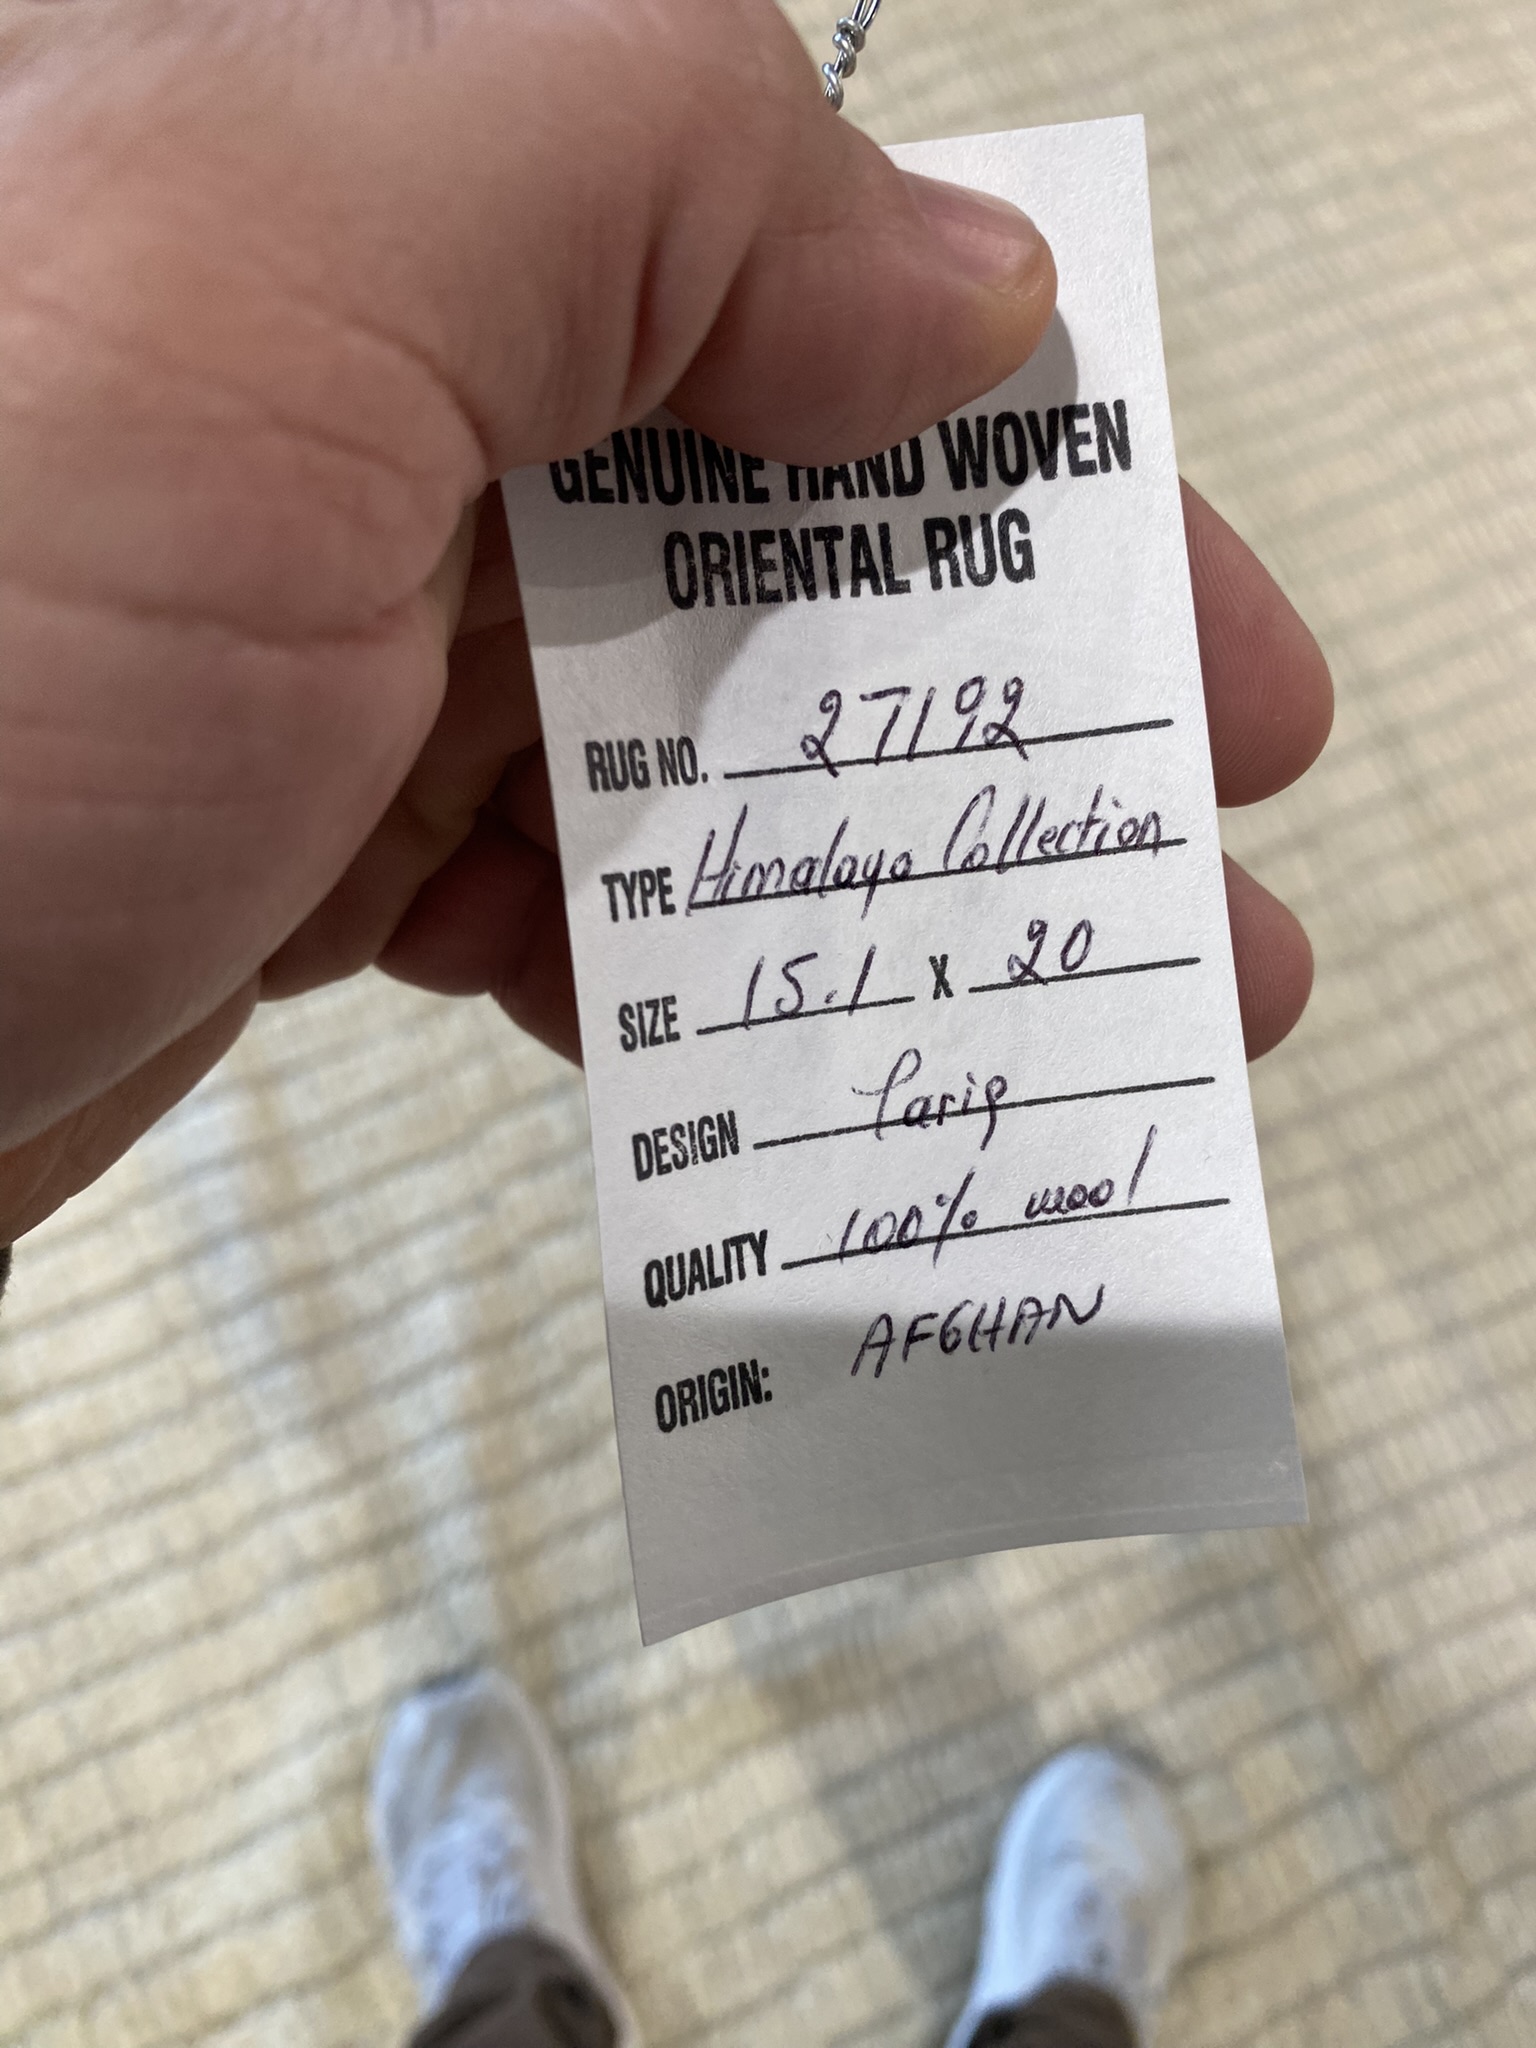 GENUINE HAND WOVEN
ORIENTAL RUG
RUG NO. 27192
TYPE Himalaya Collection
SIZE 15.1 X 20
DESIGN
QUALITY 100% wool
ORIGIN: AFGHAN